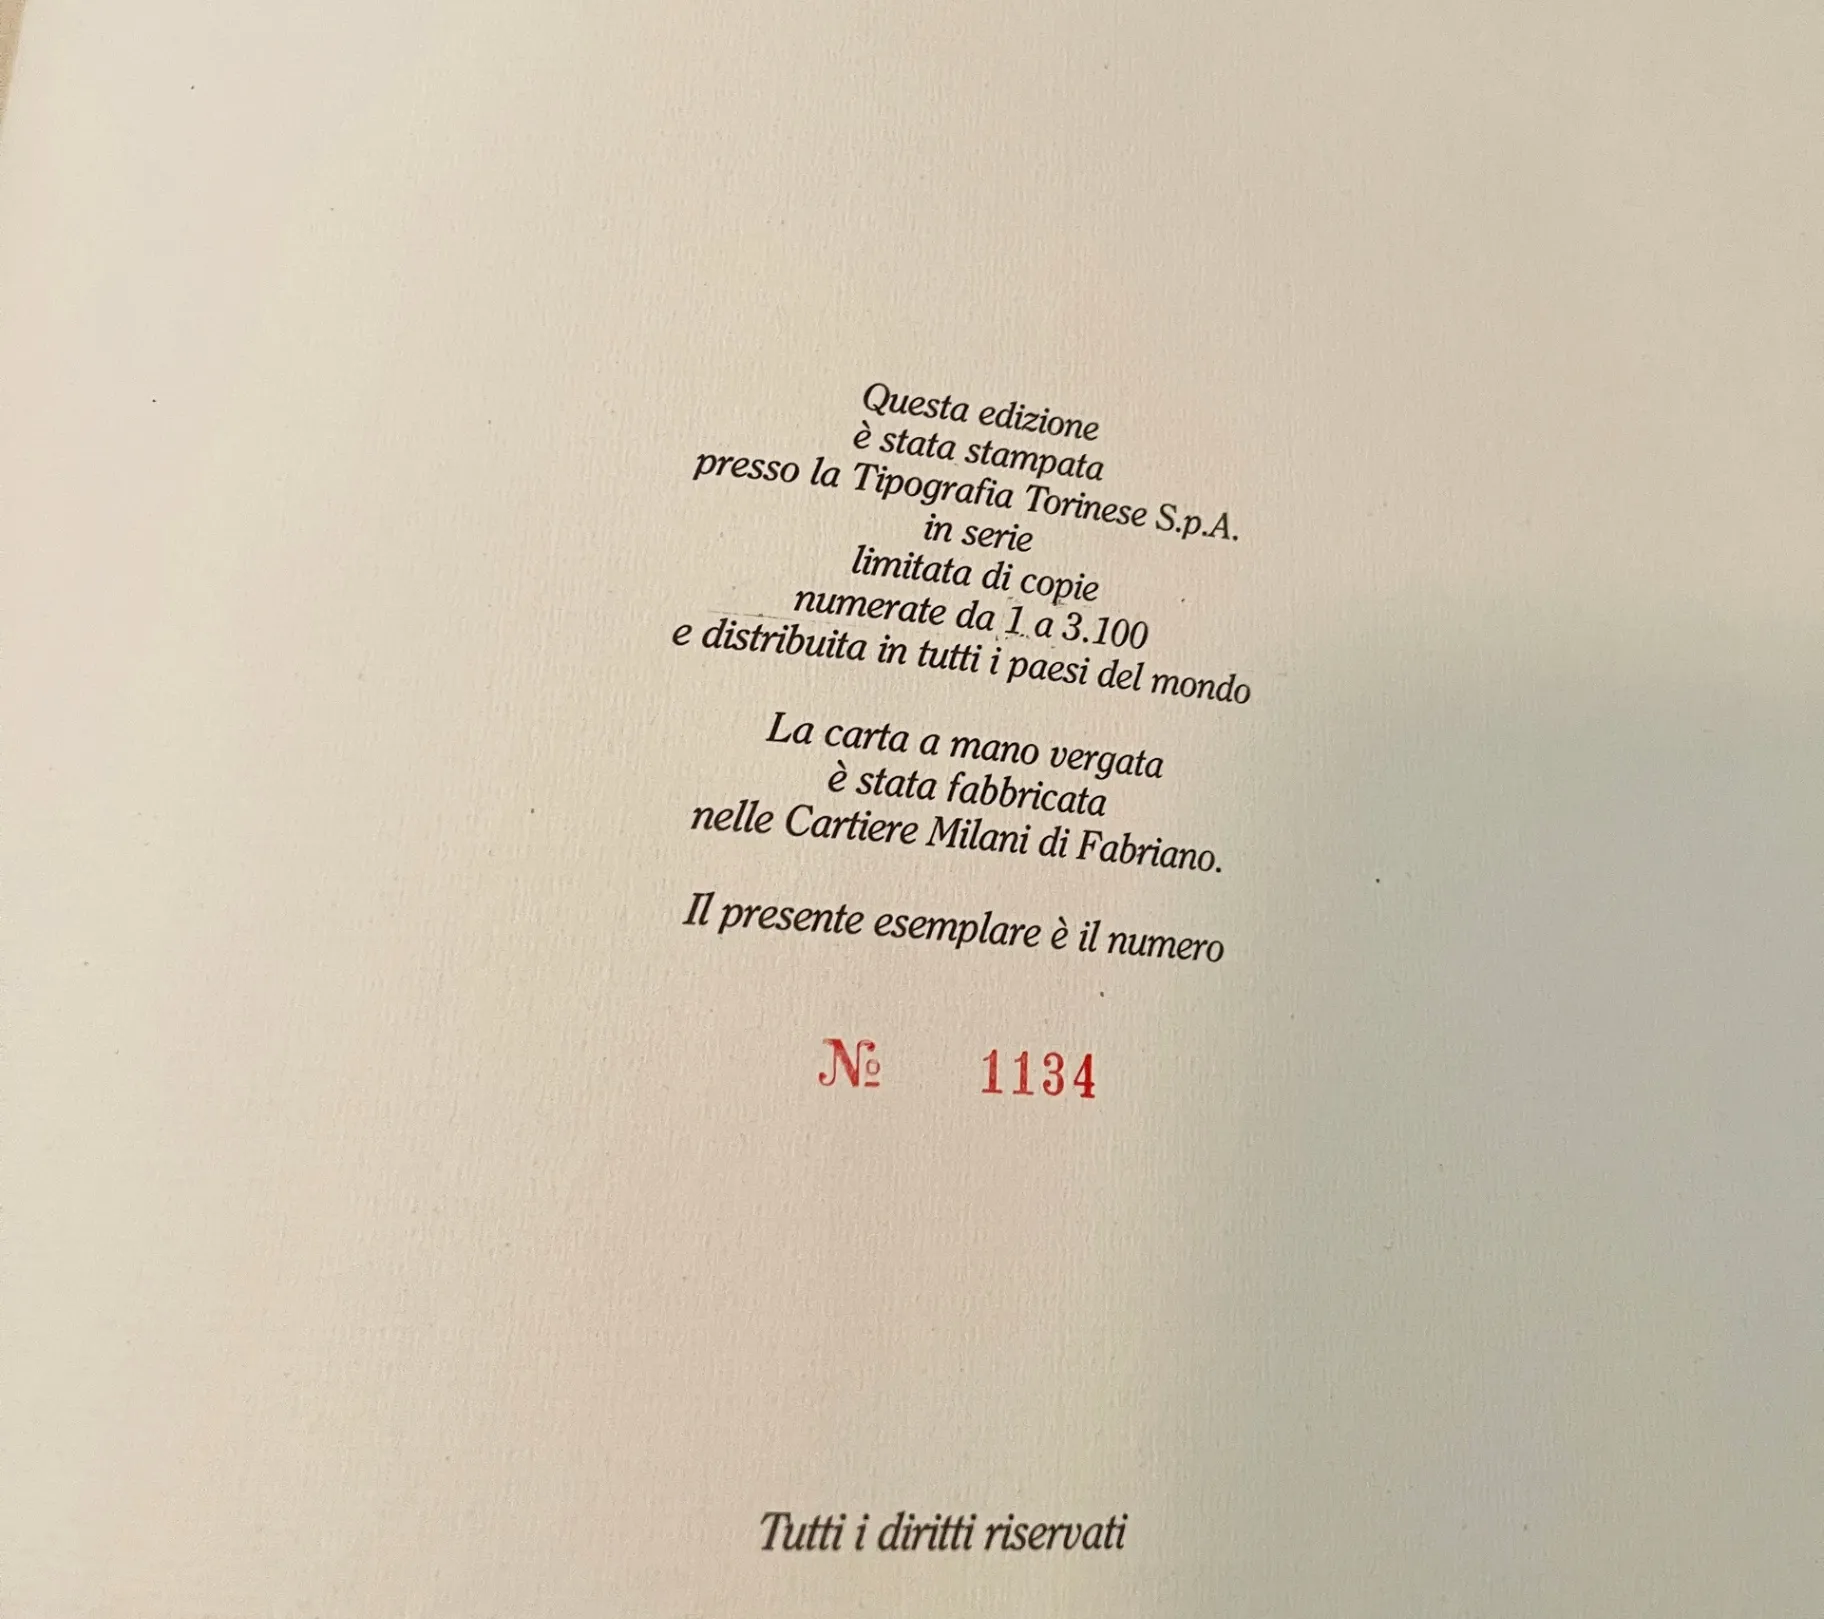 Questa edizione
è stata stampata
presso la Tipografia Torinese S.p.A.
in serie
limitata di copie
numerate da 1 a 3.100
e distribuita in tutti i paesi del mondo
La carta a mano vergata
è stata fabbricata
nelle Cartiere Milani di Fabriano.
Il presente esemplare è il numero
№ 1134
Tutti i diritti riservati